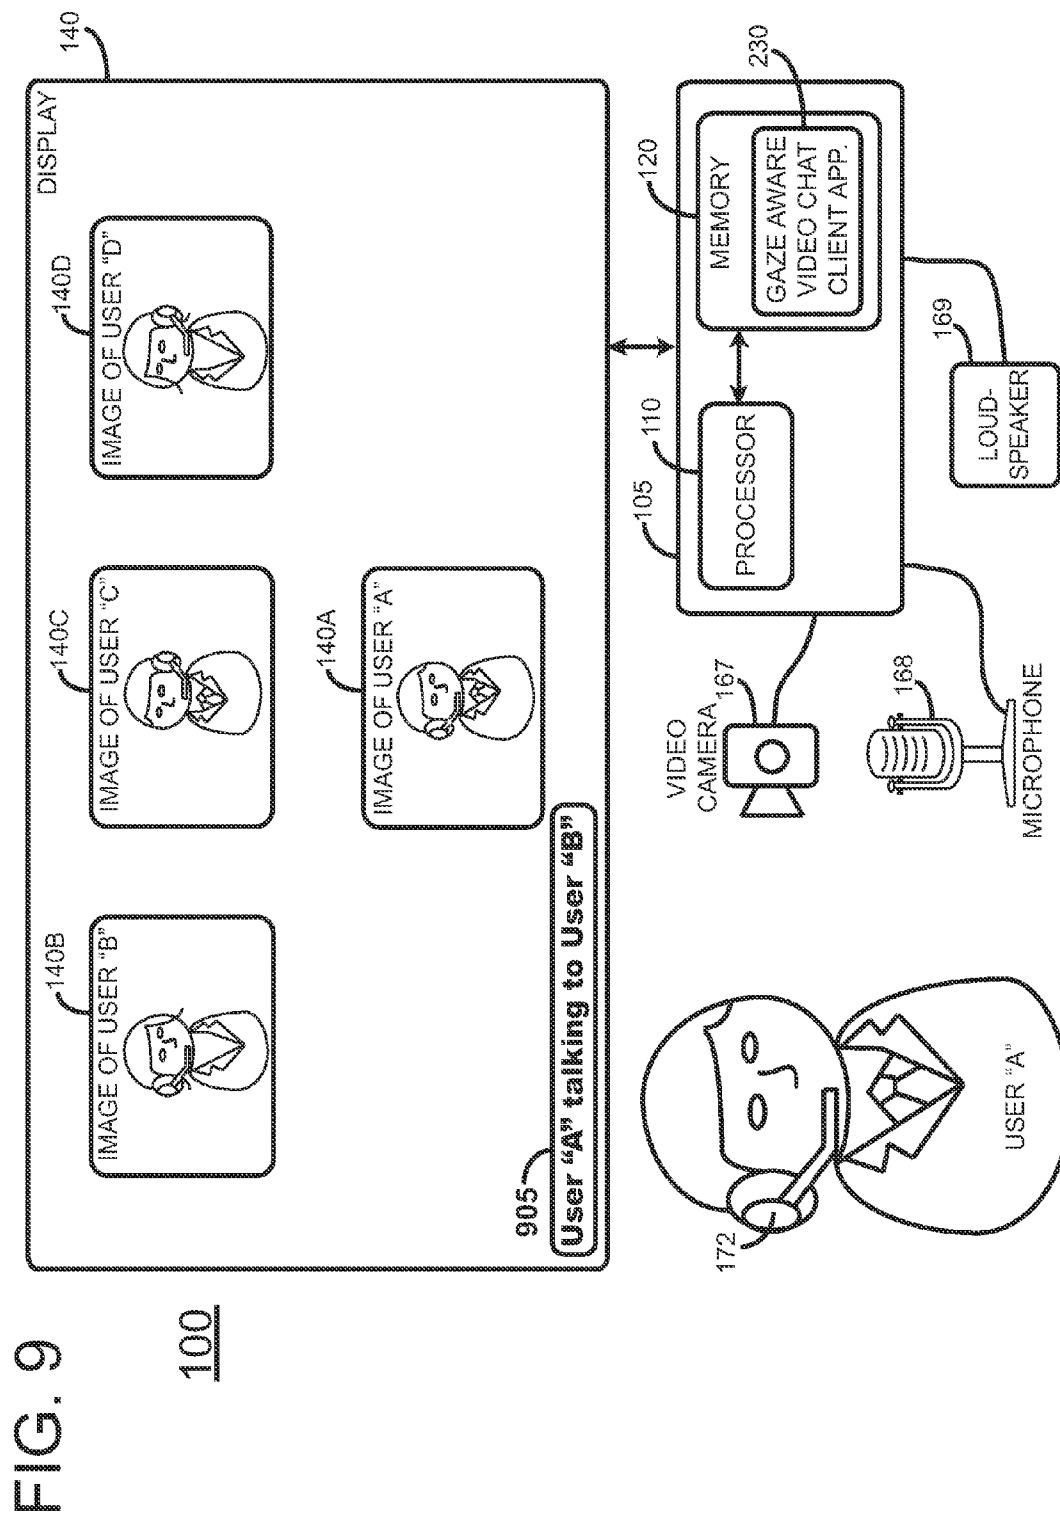 FIG. 9
100
140
DISPLAY
140B
140C
140D
IMAGE OF USER "B"
IMAGE OF USER "C"
IMAGE OF USER "D"
140A
IMAGE OF USER "A"
905
User "A" talking to User "B"
105
110
120
230
PROCESSOR
MEMORY
GAZE AWARE
VIDEO CHAT
CLIENT APP.
VIDEO
CAMERA
167
168
MICROPHONE
169
LOUD-
SPEAKER
172
USER "A"